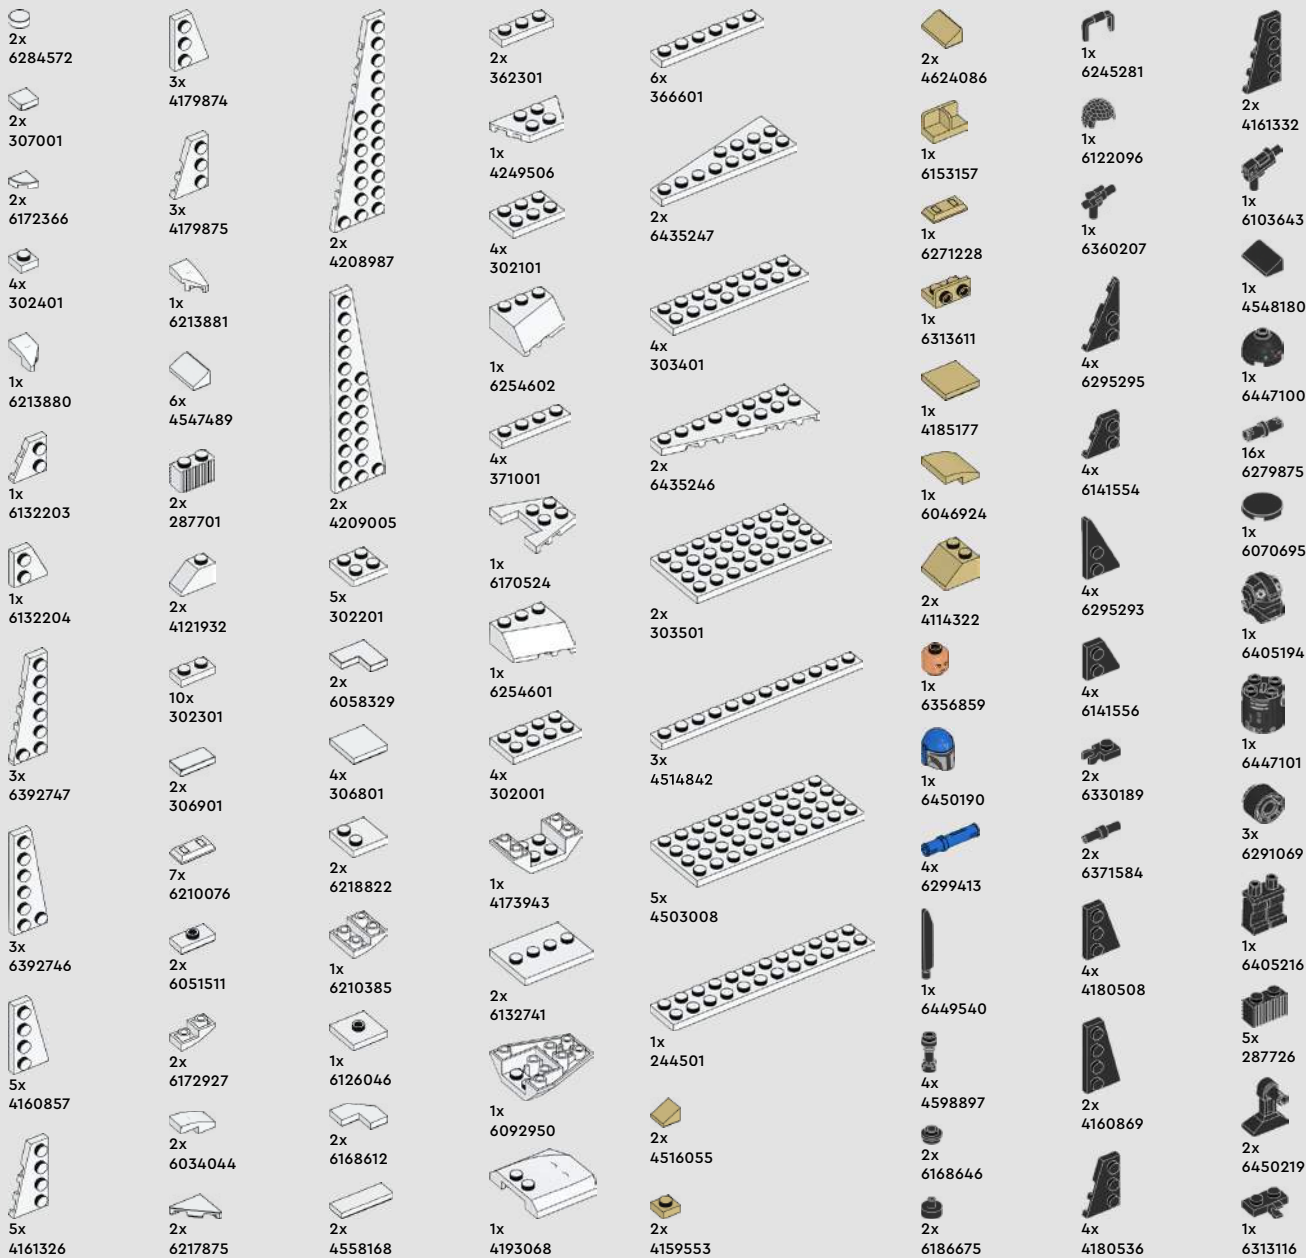 2x
6284572
2x
307001
2x
6172366
4x
302401
1x
6213880
1x
6132203
1x
6132204
3x
6392747
3x
6392746
5x
4160857
5x
4161326
3x
4179874
3x
4179875
1x
6213881
6x
4547489
2x
287701
2x
4121932
10x
302301
2x
306901
7x
6210076
2x
6051511
2x
6172927
2x
6034044
2x
6217875
2x
4208987
2x
4209005
5x
302201
2x
6058329
4x
306801
2x
6218822
1x
6210385
1x
6126046
2x
6168612
2x
4558168
2x
362301
1x
4249506
4x
302101
1x
6254602
4x
371001
1x
6170524
1x
6254601
4x
302001
1x
4173943
2x
6132741
1x
6092950
1x
4193068
6x
366601
2x
6435247
4x
303401
2x
6435246
2x
303501
3x
4514842
5x
4503008
1x
244501
2x
4516055
2x
4159553
2x
4624086
1x
6153157
1x
6271228
1x
6313611
1x
4185177
1x
6046924
2x
4114322
1x
6356859
1x
6450190
4x
6299413
1x
6449540
4x
4598897
2x
6168646
2x
6186675
1x
6245281
1x
6122096
1x
6360207
4x
6295295
4x
6141554
4x
6295293
4x
6141556
2x
6330189
2x
6371584
4x
4180508
2x
4160869
4x
4180536
2x
4161332
1x
6103643
1x
4548180
1x
6447100
16x
6279875
1x
6070695
1x
6405194
1x
6447101
3x
6291069
1x
6405216
5x
287726
2x
6450219
1x
6313116